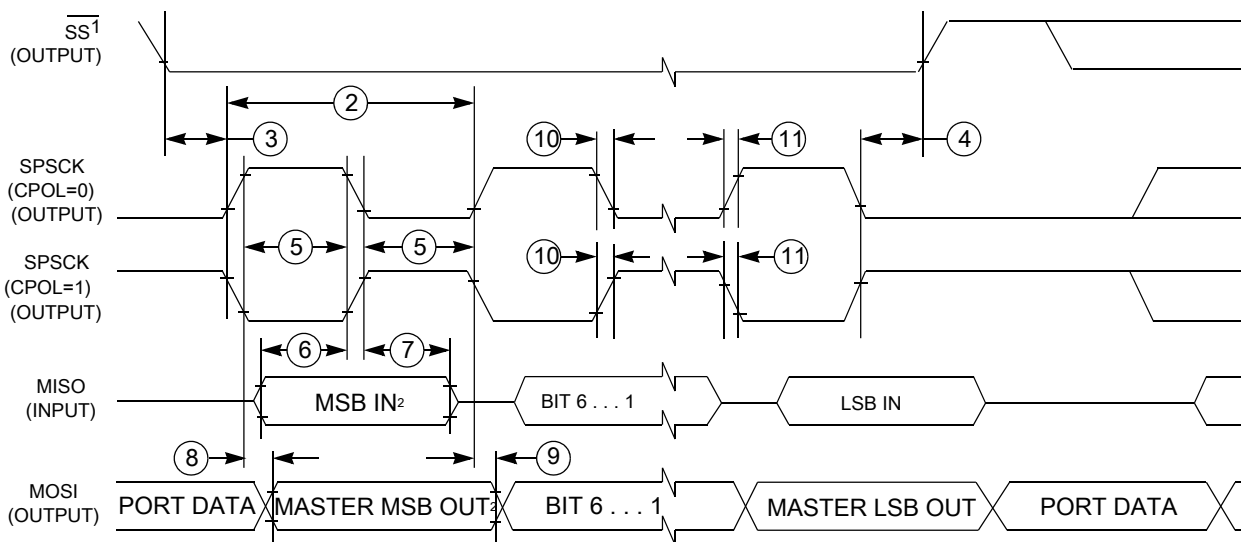 SS1
(OUTPUT)
2
3
10
11
4
SPSCK
(CPOL=0)
(OUTPUT)
5
5
10
11
SPSCK
(CPOL=1)
(OUTPUT)
6
7
MISO
(INPUT)
MSB IN2
BIT 6 . . . 1
LSB IN
8
9
MOSI
(OUTPUT)
PORT DATA
MASTER MSB OUT2
BIT 6 . . . 1
MASTER LSB OUT
PORT DATA